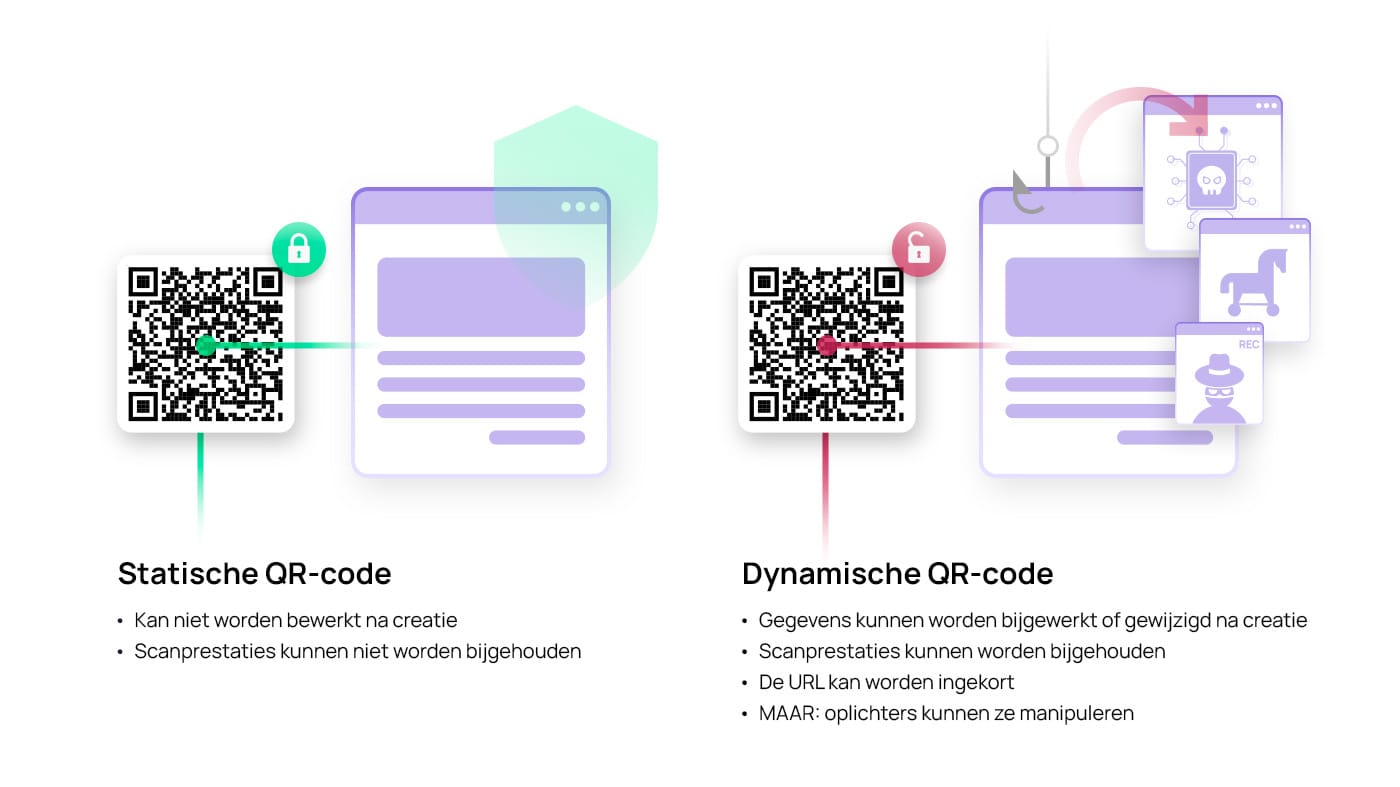 REC
Statische QR-code
• Kan niet worden bewerkt na creatie
• Scanprestaties kunnen niet worden bijgehouden
Dynamische QR-code
• Gegevens kunnen worden bijgewerkt of gewijzigd na creatie
• Scanprestaties kunnen worden bijgehouden
• De URL kan worden ingekort
• MAAR: oplichters kunnen ze manipuleren